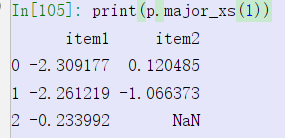 In[105]: print(p.major_xs(1))
item1 item2
0 -2.309177 0.120485
1 -2.261219 -1.066373
2 -0.233992 NaN